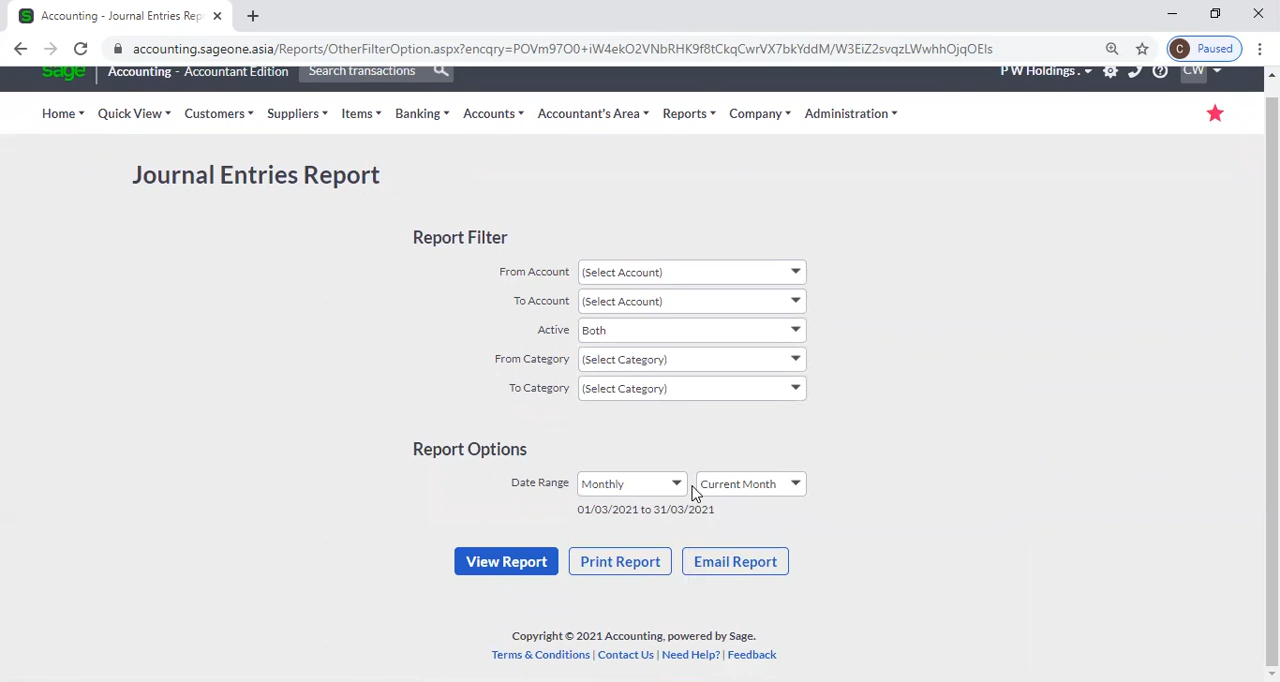 Accounting - Journal Entries Rep
accounting.sageone.asia/Reports/OtherFilterOption.aspx?encqry=POVm97O0+iW4ekO2VNbRHK9f8tCkqCwrVX7bkYddM/W3EiZ2svqzLWwhhOjqOEIs
C Paused
Sage Accounting - Accountant Edition Search transactions P W Holdings . CW
Home Quick View Customers Suppliers Items Banking Accounts Accountant's Area Reports Company Administration
Journal Entries Report
Report Filter
From Account (Select Account)
To Account (Select Account)
Active Both
From Category (Select Category)
To Category (Select Category)
Report Options
Date Range Monthly Current Month
01/03/2021 to 31/03/2021
View Report Print Report Email Report
Copyright © 2021 Accounting, powered by Sage.
Terms & Conditions | Contact Us | Need Help? | Feedback